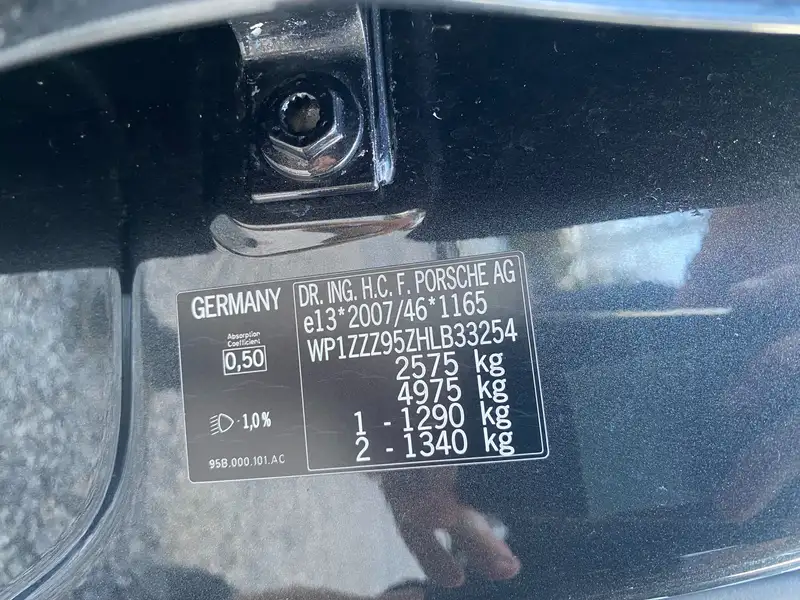 GERMANY
Absorption
Coefficient
0,50
1,0%
95B.000.101.AC
DR. ING. H.C. F. PORSCHE AG
e13*2007/46*1165
WP1ZZZ95ZHLB33254
2575 kg
4975 kg
1 - 1290 kg
2 - 1340 kg